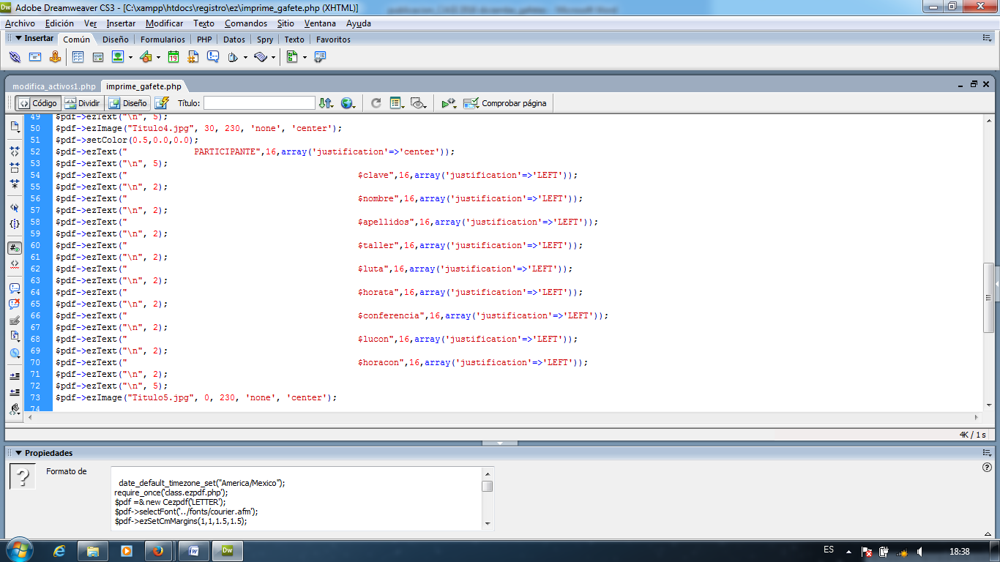 Adobe Dreamweaver CS3 - [C:\xampp\htdocs\registro\ez\imprime_gafete.php (XHTML)]
Archivo Edición Ver Insertar Modificar Texto Comandos Sitio Ventana Ayuda
Insertar Común Diseño Formularios PHP Datos Spry Texto Favoritos
modifica_activos1.php imprime_gafete.php
Código Dividir Diseño Título: Comprobar página
49 $pdf->ezText("\n", 5);
50 $pdf->ezImage("Titulo4.jpg", 30, 230, 'none', 'center');
51 $pdf->setColor(0.5,0.0,0.0);
52 $pdf->ezText(" PARTICIPANTE",16,array('justification'=>'center'));
53 $pdf->ezText("\n", 5);
54 $pdf->ezText(" $clave",16,array('justification'=>'LEFT'));
55 $pdf->ezText("\n", 2);
56 $pdf->ezText(" $nombre",16,array('justification'=>'LEFT'));
57 $pdf->ezText("\n", 2);
58 $pdf->ezText(" $apellidos",16,array('justification'=>'LEFT'));
59 $pdf->ezText("\n", 2);
60 $pdf->ezText(" $taller",16,array('justification'=>'LEFT'));
61 $pdf->ezText("\n", 2);
62 $pdf->ezText(" $luta",16,array('justification'=>'LEFT'));
63 $pdf->ezText("\n", 2);
64 $pdf->ezText(" $horata",16,array('justification'=>'LEFT'));
65 $pdf->ezText("\n", 2);
66 $pdf->ezText(" $conferencia",16,array('justification'=>'LEFT'));
67 $pdf->ezText("\n", 2);
68 $pdf->ezText(" $lucon",16,array('justification'=>'LEFT'));
69 $pdf->ezText("\n", 2);
70 $pdf->ezText(" $horacon",16,array('justification'=>'LEFT'));
71 $pdf->ezText("\n", 2);
72 $pdf->ezText("\n", 5);
73 $pdf->ezImage("Titulo5.jpg", 0, 230, 'none', 'center');
74
4K / 1 s
Propiedades
Formato de
date_default_timezone_set("America/Mexico");
require_once('class.ezpdf.php');
$pdf =& new Cezpdf('LETTER');
$pdf->selectFont('../fonts/courier.afm');
$pdf->ezSetCmMargins(1,1,1.5,1.5);
ES 18:38